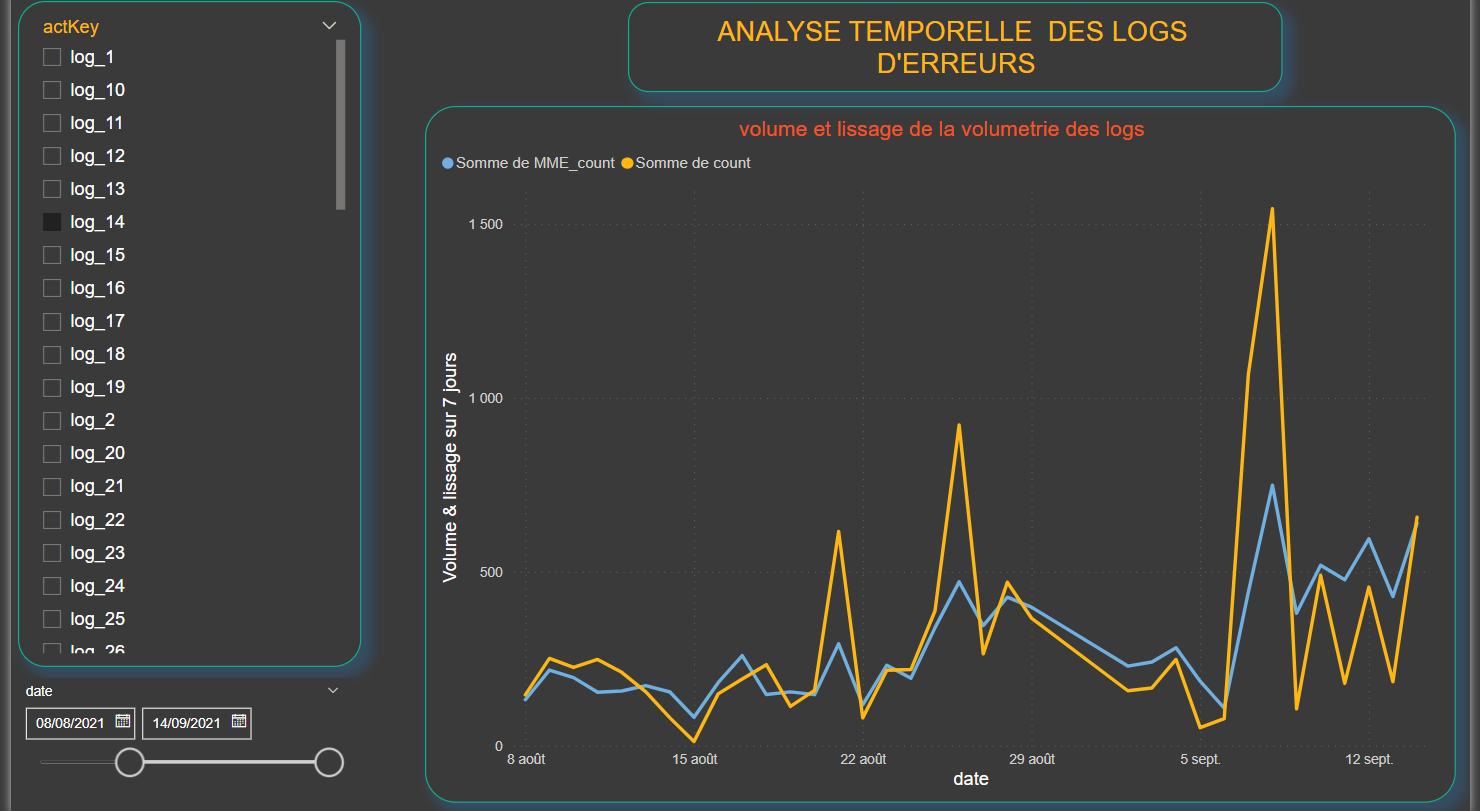 actKey
log_1
log_10
log_11
log_12
log_13
log_14
log_15
log_16
log_17
log_18
log_19
log_2
log_20
log_21
log_22
log_23
log_24
log_25
log_26
date
08/08/2021
14/09/2021
ANALYSE TEMPORELLE DES LOGS
D'ERREURS
volume et lissage de la volumetrie des logs
Somme de MME_count Somme de count
Volume & lissage sur 7 jours
1 500
1 000
500
0
8 août 15 août 22 août 29 août 5 sept. 12 sept.
date